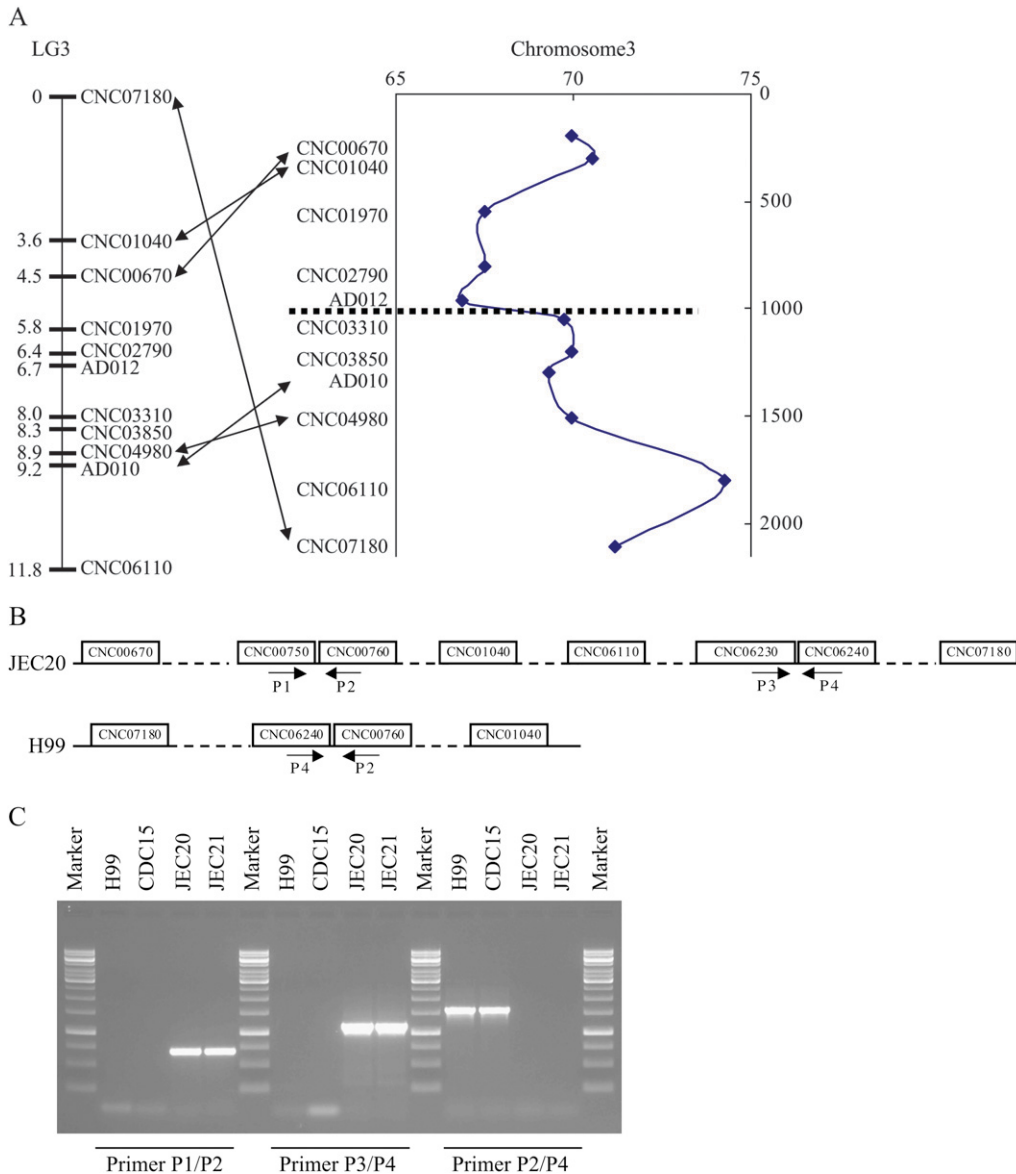 A
LG3
Chromosome3
65 70 75
0 CNC07180
3.6 CNC01040
4.5 CNC00670
5.8 CNC01970
6.4 CNC02790
6.7 AD012
8.0 CNC03310
8.3 CNC03850
8.9 CNC04980
9.2 AD010
11.8 CNC06110
CNC00670
CNC01040
CNC01970
CNC02790
AD012
CNC03310
CNC03850
AD010
CNC04980
CNC06110
CNC07180
0
500
1000
1500
2000
B
JEC20 CNC00670 CNC00750 CNC00760 CNC01040 CNC06110 CNC06230 CNC06240 CNC07180
P1 P2 P3 P4
H99 CNC07180 CNC06240 CNC00760 CNC01040
P4 P2
C
Marker H99 CDC15 JEC20 JEC21 Marker H99 CDC15 JEC20 JEC21 Marker H99 CDC15 JEC20 JEC21 Marker
Primer P1/P2 Primer P3/P4 Primer P2/P4